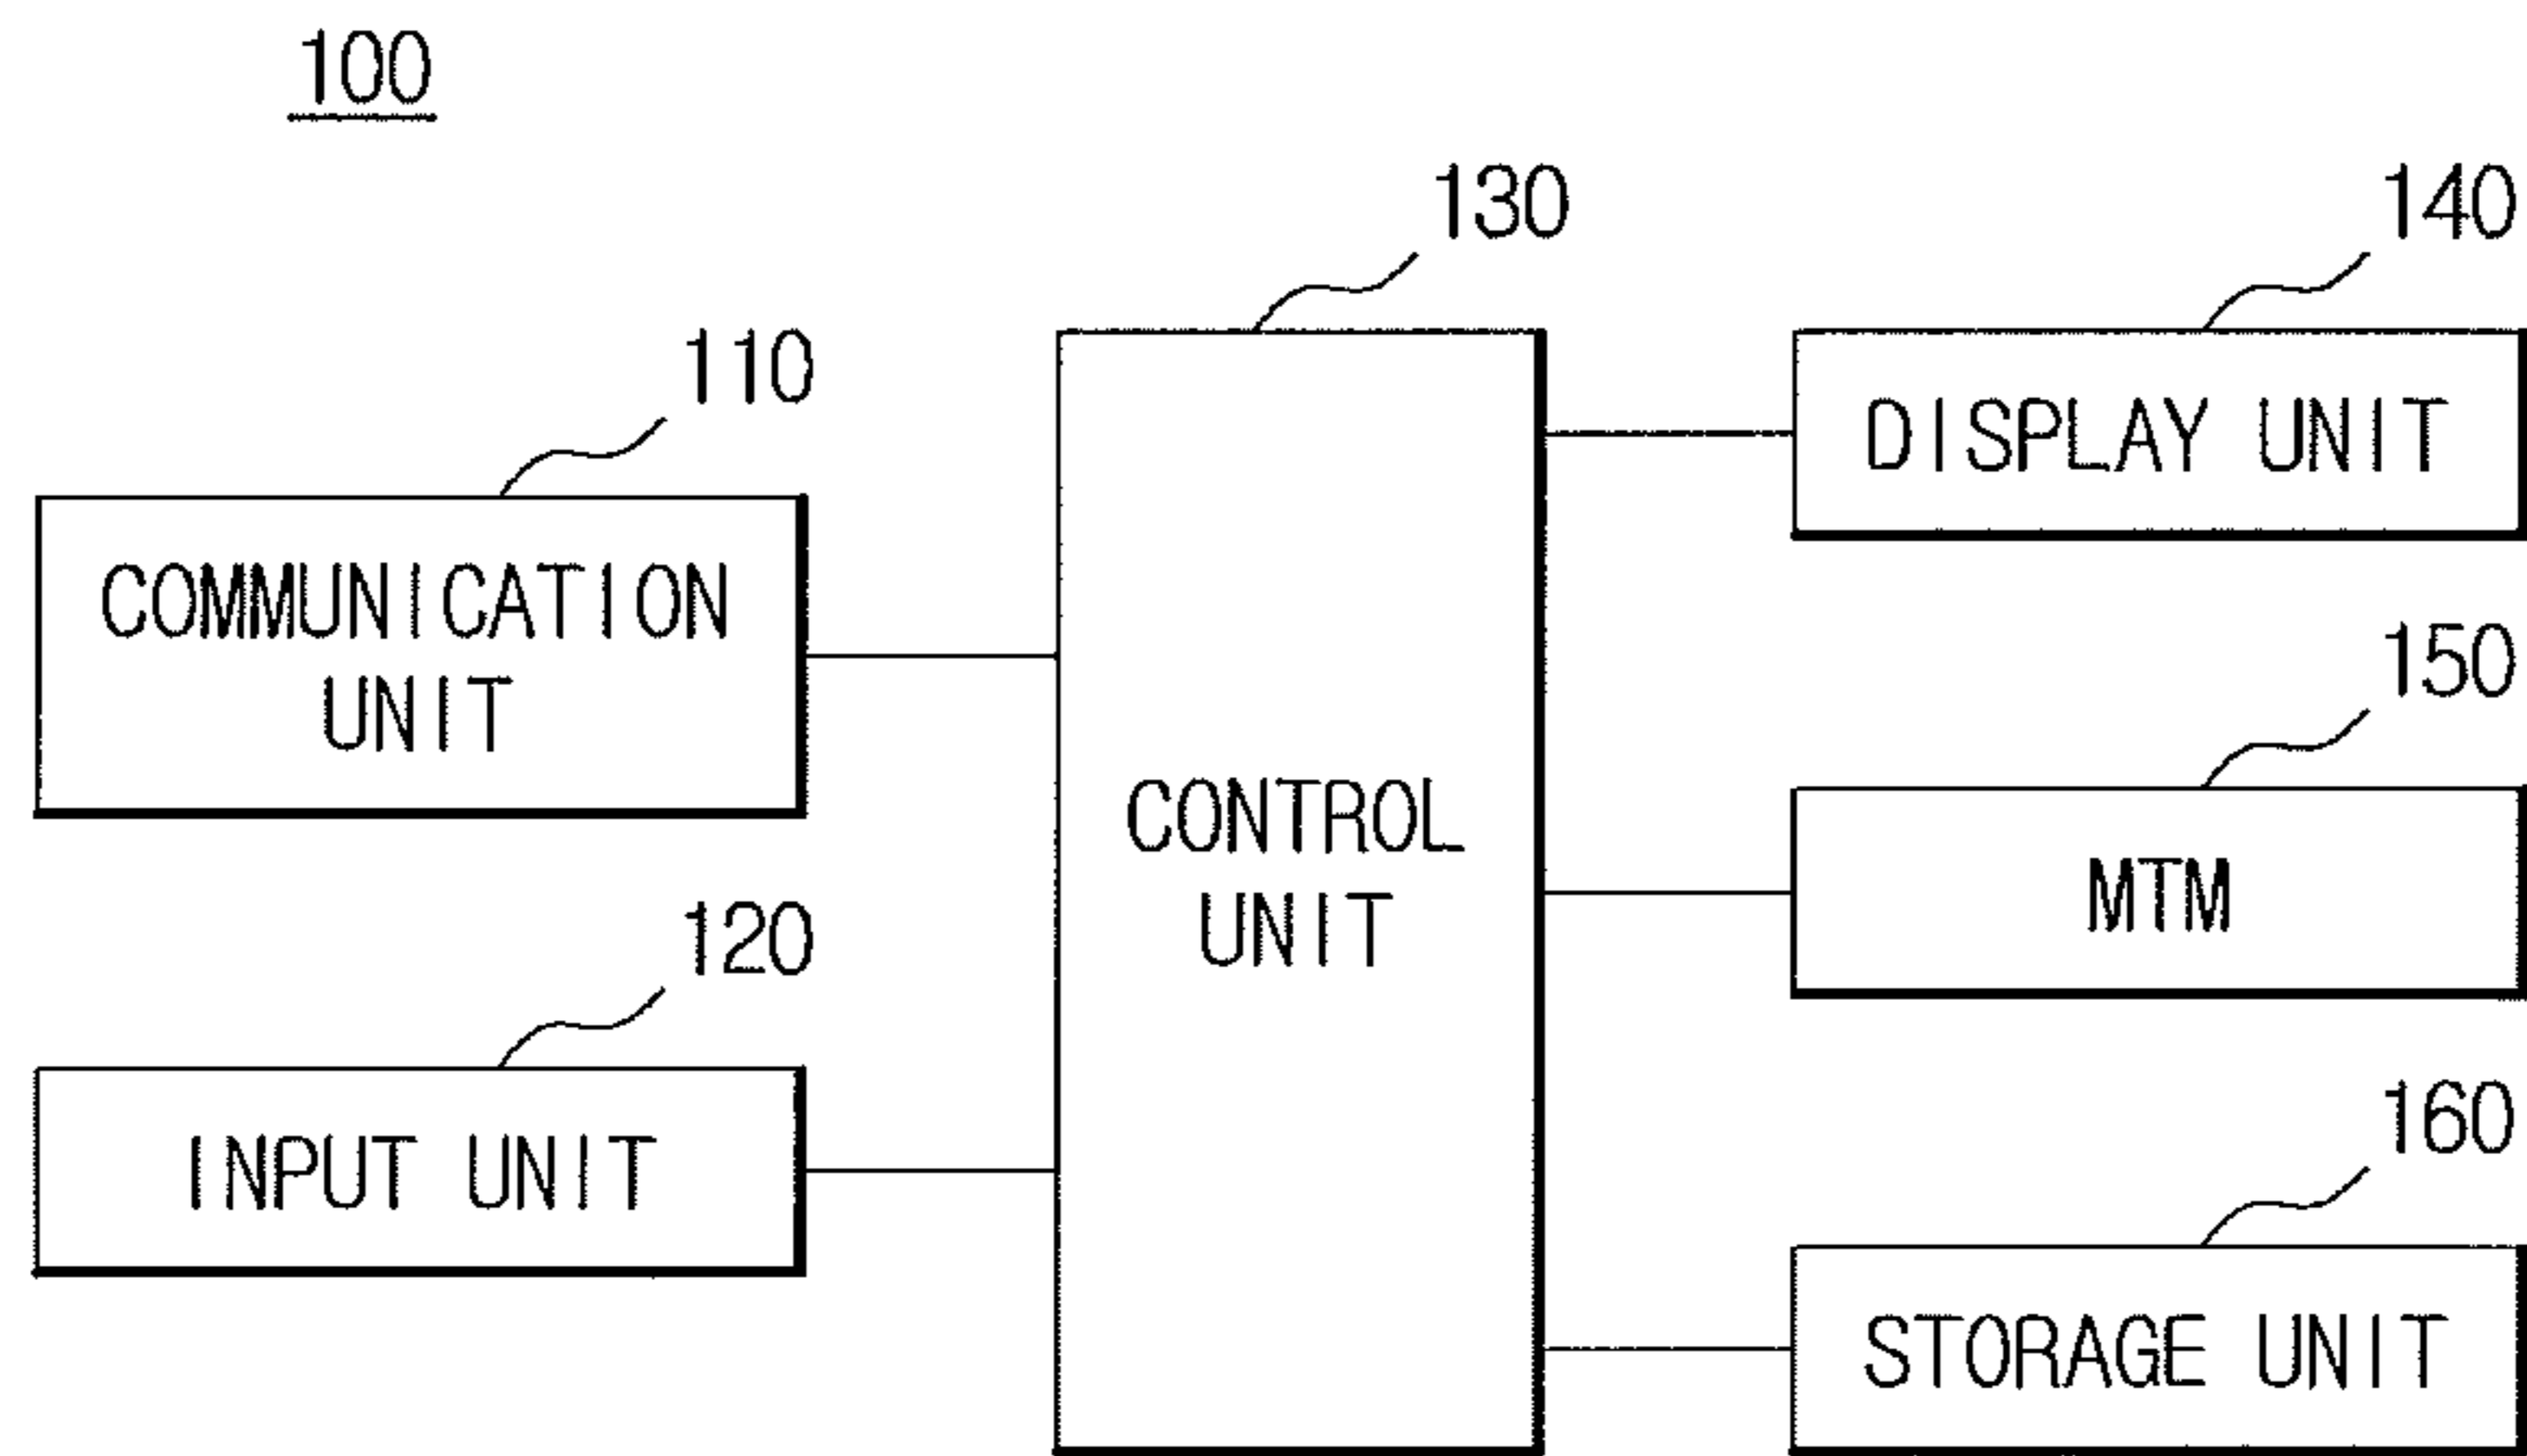 100
130
140
110
DISPLAY UNIT
COMMUNICATION
UNIT
150
CONTROL
UNIT
MTM
120
160
INPUT UNIT
STORAGE UNIT